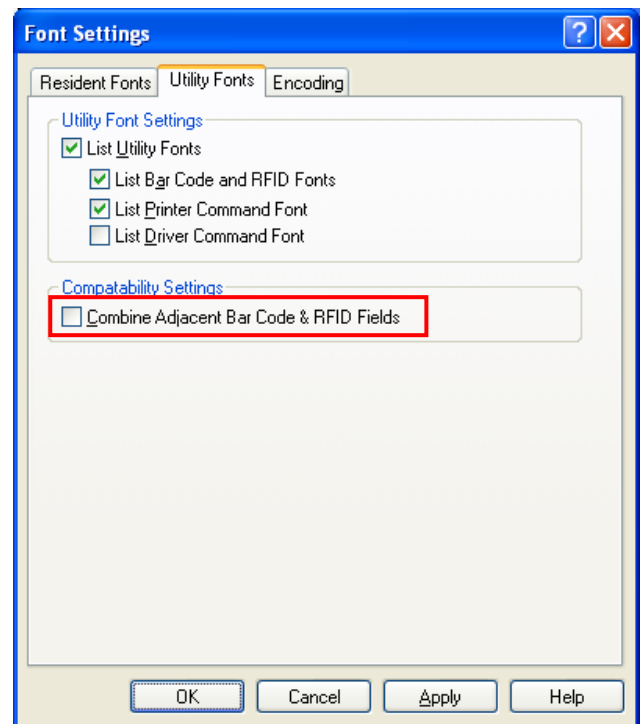 Font Settings
Resident Fonts Utility Fonts Encoding
Utility Font Settings
List Utility Fonts
List Bar Code and RFID Fonts
List Printer Command Font
List Driver Command Font
Compatability Settings
Combine Adjacent Bar Code & RFID Fields
OK Cancel Apply Help